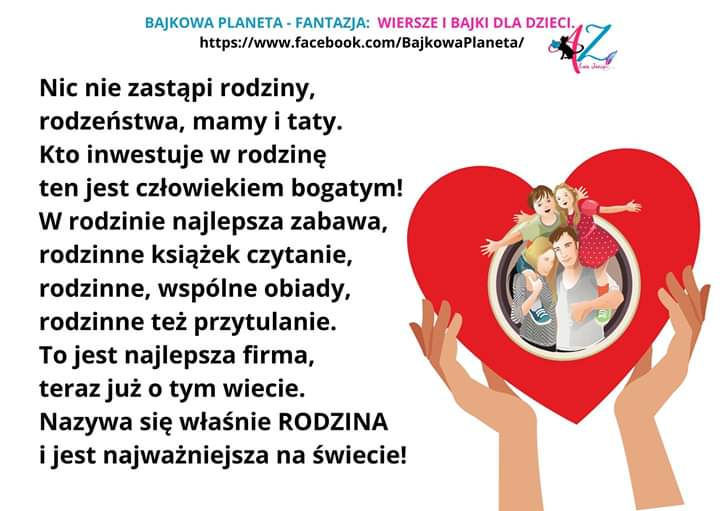 BAJKOWA PLANETA - FANTAZJA: WIERSZE I BAJKI DLA DZIECI.
https://www.facebook.com/BajkowaPlaneta/
AZ
Nic nie zastąpi rodziny,
rodzeństwa, mamy i taty.
Kto inwestuje w rodzinę
ten jest człowiekiem bogatym!
W rodzinie najlepsza zabawa,
rodzinne książek czytanie,
rodzinne, wspólne obiady,
rodzinne też przytulanie.
To jest najlepsza firma,
teraz już o tym wiecie.
Nazywa się właśnie RODZINA
i jest najważniejsza na świecie!